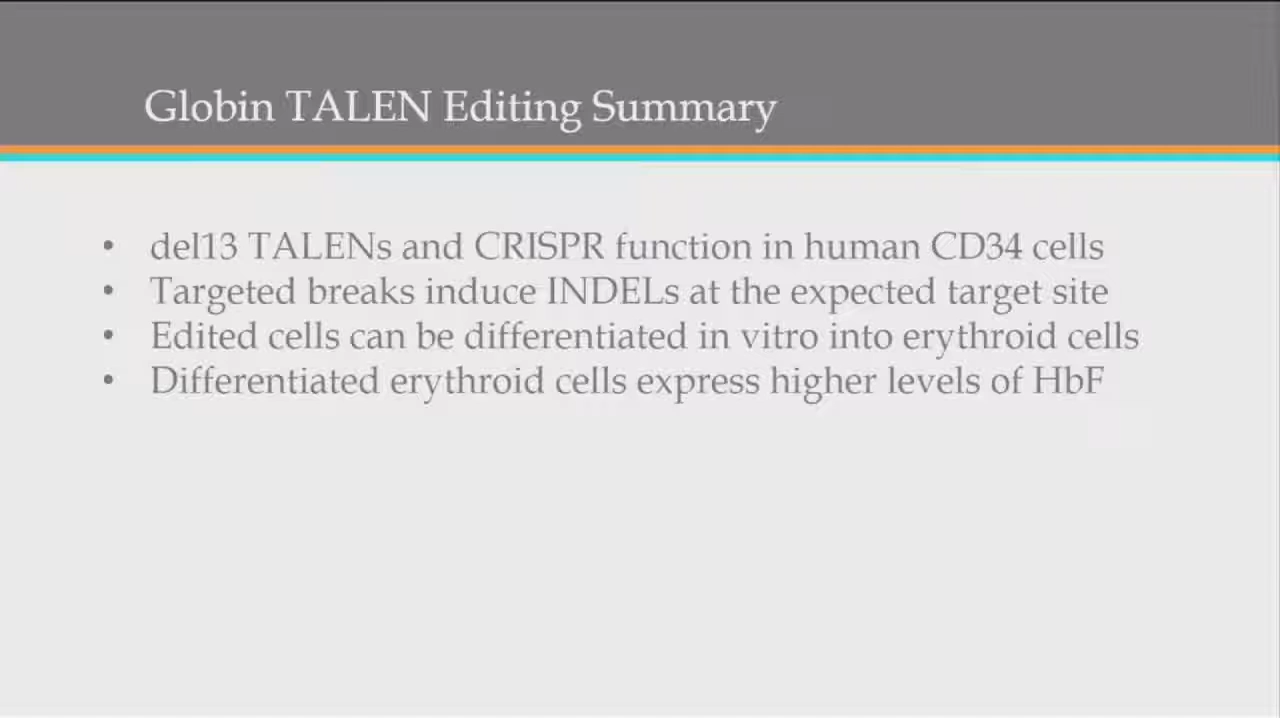 Globin TALEN Editing Summary
• del13 TALENs and CRISPR function in human CD34 cells
• Targeted breaks induce INDELs at the expected target site
• Edited cells can be differentiated in vitro into erythroid cells
• Differentiated erythroid cells express higher levels of HbF